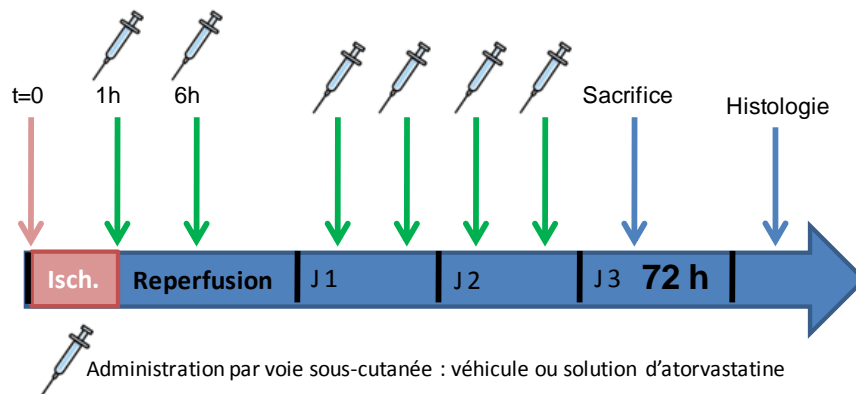 t=0
1h
6h
Sacrifice
Histologie
Isch.
Reperfusion
J 1
J 2
J 3
72 h
Administration par voie sous-cutanée : véhicule ou solution d'atorvastatine